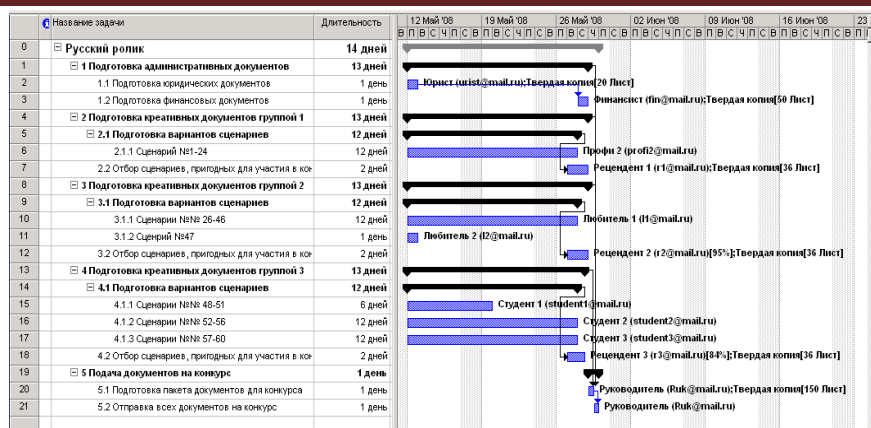 Название задачи Длительность 12 Май '08 19 Май '08 26 Май '08 02 Июн '08 09 Июн '08 16 Июн '08 23
В П В С Ч П С В П В С Ч П С В П В С Ч П С В П В С Ч П С В П В С Ч П С В П В С Ч П С В П
0 Русский ролик 14 дней
1 1 Подготовка административных документов 13 дней
2 1.1 Подготовка юридических документов 1 день Юрист (urist@mail.ru);Твердая копия[20 Лист]
3 1.2 Подготовка финансовых документов 1 день Финансист (fin@mail.ru);Твердая копия[50 Лист]
4 2 Подготовка креативных документов группой 1 13 дней
5 2.1 Подготовка вариантов сценариев 12 дней
6 2.1.1 Сценарий №1-24 12 дней Профи 2 (profi2@mail.ru)
7 2.2 Отбор сценариев, пригодных для участия в кон 2 дней Рецендент 1 (r1@mail.ru);Твердая копия[36 Лист]
8 3 Подготовка креативных документов группой 2 13 дней
9 3.1 Подготовка вариантов сценариев 12 дней
10 3.1.1 Сценарии №№ 26-46 12 дней Любитель 1 (l1@mail.ru)
11 3.1.2 Сценрий №47 1 день Любитель 2 (l2@mail.ru)
12 3.2 Отбор сценариев, пригодных для участия в кон 2 дней Рецендент 2 (r2@mail.ru)[95%];Твердая копия[36 Лист]
13 4 Подготовка креативных документов группой 3 13 дней
14 4.1 Подготовка вариантов сценариев 12 дней
15 4.1.1 Сценарии №№ 48-51 6 дней Студент 1 (student1@mail.ru)
16 4.1.2 Сценарии №№ 52-56 12 дней Студент 2 (student2@mail.ru)
17 4.1.3 Сценарии №№ 57-60 12 дней Студент 3 (student3@mail.ru)
18 4.2 Отбор сценариев, пригодных для участия в кон 2 дней Рецендент 3 (r3@mail.ru)[84%];Твердая копия[36 Лист]
19 5 Подача документов на конкурс 1 день
20 5.1 Подготовка пакета документов для конкурса 1 день Руководитель (Ruk@mail.ru);Твердая копия[150 Лист]
21 5.2 Отправка всех документов на конкурс 1 день Руководитель (Ruk@mail.ru)